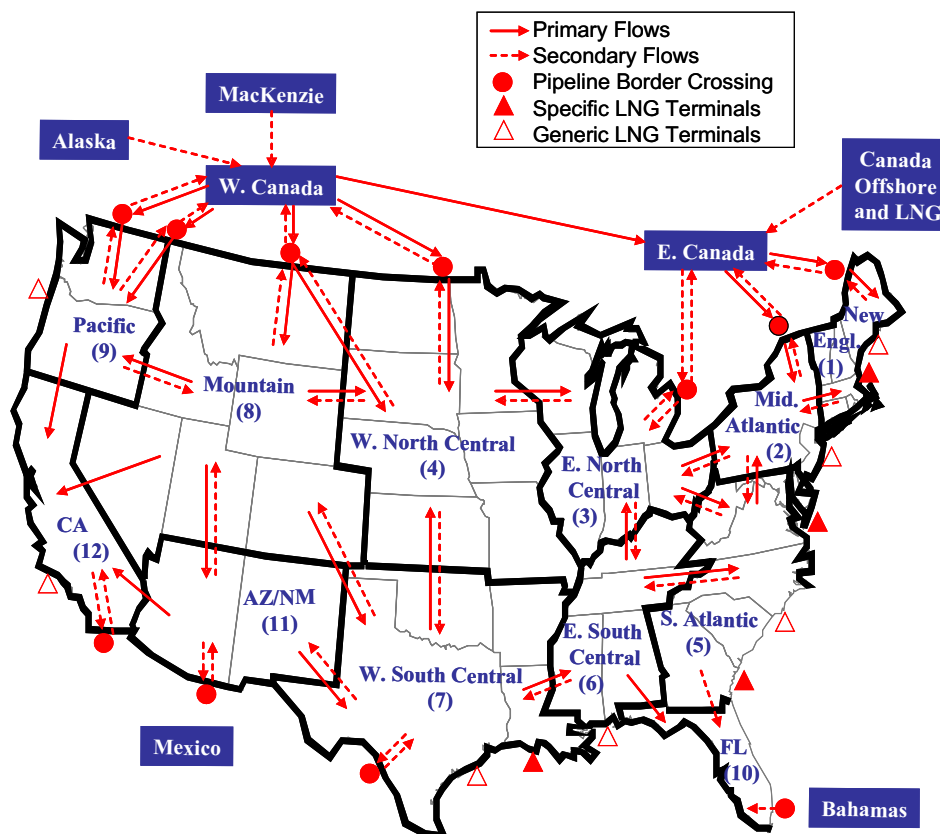 Primary Flows
Secondary Flows
Pipeline Border Crossing
Specific LNG Terminals
Generic LNG Terminals
MacKenzie
Alaska
W. Canada
Canada
Offshore
and LNG
E. Canada
New
Engl.
(1)
Pacific
(9)
Mountain
(8)
Mid.
Atlantic
(2)
W. North Central
(4)
E. North
Central
(3)
CA
(12)
AZ/NM
(11)
E. South
Central
(6)
S. Atlantic
(5)
W. South Central
(7)
Mexico
FL
(10)
Bahamas